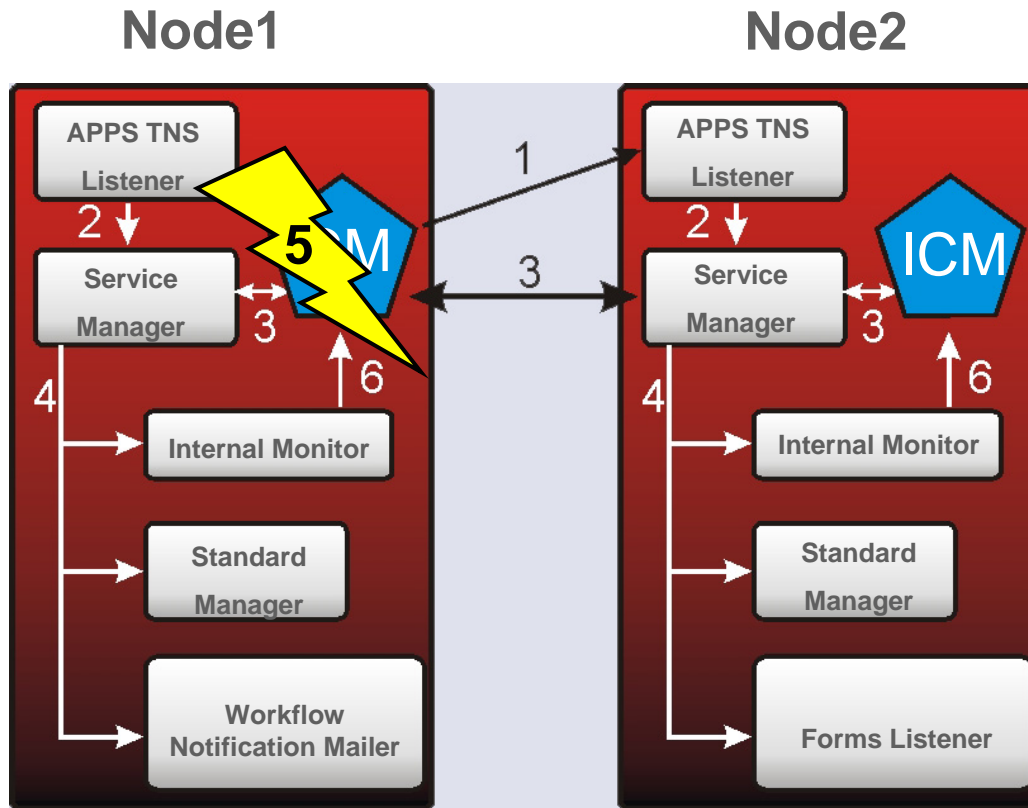 Node1
Node2
APPS TNS
Listener
2
Service
Manager
3
5
M
4
6
Internal Monitor
Standard
Manager
Workflow
Notification Mailer
1
3
APPS TNS
Listener
2
Service
Manager
3
ICM
4
6
Internal Monitor
Standard
Manager
Forms Listener